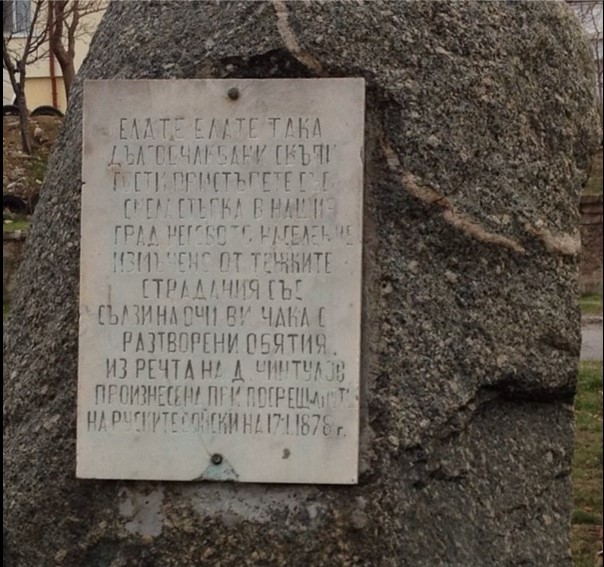 ЕЛАТЕ ЕЛАТЕ ТАКА
ДЪЛГООЧАКВАНИ СКЪПИ
ГОСТИ ПРИСТЪПЕТЕ СЪС
СМЕЛА СТЪПКА В НАШИЯ
ГРАД НЕГОВОТО НАСЕЛЕНИЕ
ИЗМЪЧЕНО ОТ ТЕЖКИТЕ
СТРАДАНИЯ СЪС
СЪЛЗИ НА ОЧИ ВИ ЧАКА С
РАЗТВОРЕНИ ОБЯТИЯ.
ИЗ РЕЧТА НА Д. ЧИНТУЛОВ
ПРОИЗНЕСЕНА ПРИ ПОСРЕЩАНЕТО
НА РУСКИТЕ ВОЙСКИ НА 17.I.1878 г.